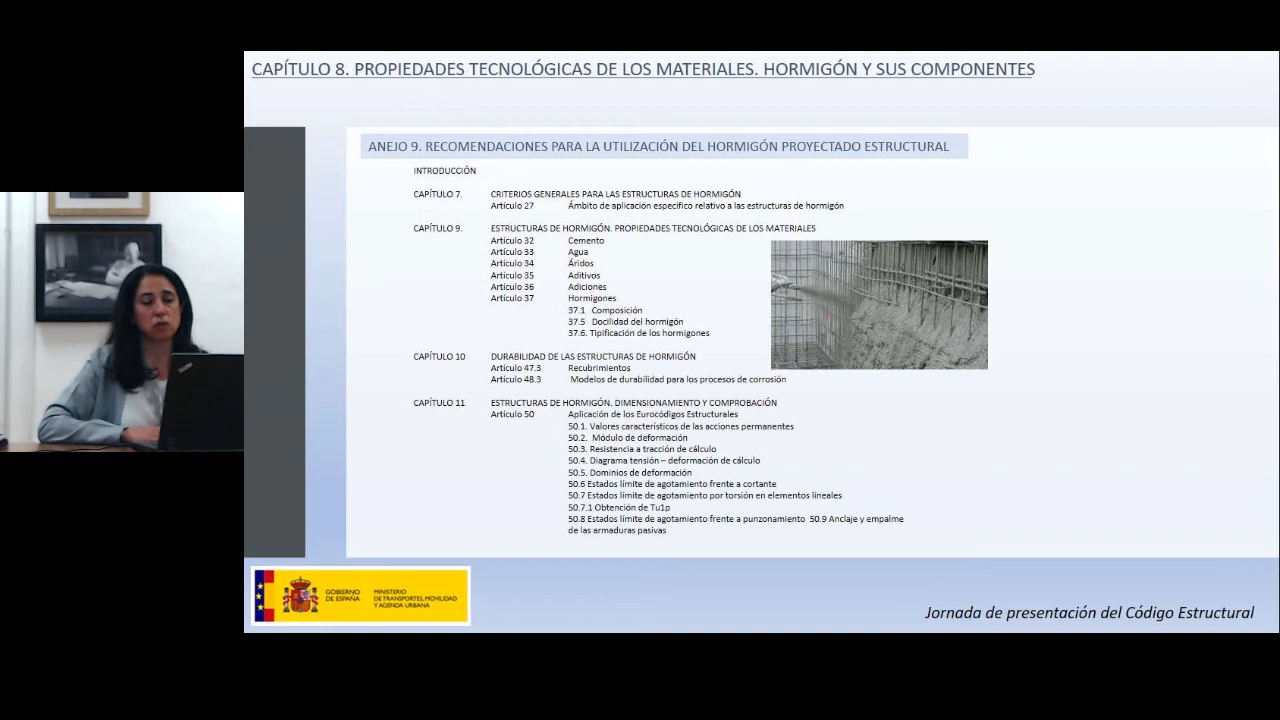 CAPÍTULO 8. PROPIEDADES TECNOLÓGICAS DE LOS MATERIALES. HORMIGÓN Y SUS COMPONENTES
ANEJO 9. RECOMENDACIONES PARA LA UTILIZACIÓN DEL HORMIGÓN PROYECTADO ESTRUCTURAL
INTRODUCCIÓN
CAPÍTULO 7. CRITERIOS GENERALES PARA LAS ESTRUCTURAS DE HORMIGÓN
Artículo 27 Ámbito de aplicación específico relativo a las estructuras de hormigón
CAPÍTULO 9. ESTRUCTURAS DE HORMIGÓN. PROPIEDADES TECNOLÓGICAS DE LOS MATERIALES
Artículo 32 Cemento
Artículo 33 Agua
Artículo 34 Áridos
Artículo 35 Aditivos
Artículo 36 Adiciones
Artículo 37 Hormigones
37.1 Composición
37.5 Docilidad del hormigón
37.6. Tipificación de los hormigones
CAPÍTULO 10 DURABILIDAD DE LAS ESTRUCTURAS DE HORMIGÓN
Artículo 47.3 Recubrimientos
Artículo 48.3 Modelos de durabilidad para los procesos de corrosión
CAPÍTULO 11 ESTRUCTURAS DE HORMIGÓN. DIMENSIONAMIENTO Y COMPROBACIÓN
Artículo 50 Aplicación de los Eurocódigos Estructurales
50.1. Valores característicos de las acciones permanentes
50.2. Módulo de deformación
50.3. Resistencia a tracción de cálculo
50.4. Diagrama tensión – deformación de cálculo
50.5. Dominios de deformación
50.6 Estados límite de agotamiento frente a cortante
50.7 Estados límite de agotamiento por torsión en elementos lineales
50.7.1 Obtención de Tu1p
50.8 Estados límite de agotamiento frente a punzonamiento 50.9 Anclaje y empalme
de las armaduras pasivas
GOBIERNO
DE ESPAÑA
MINISTERIO
DE TRANSPORTES, MOVILIDAD
Y AGENDA URBANA
Jornada de presentación del Código Estructural